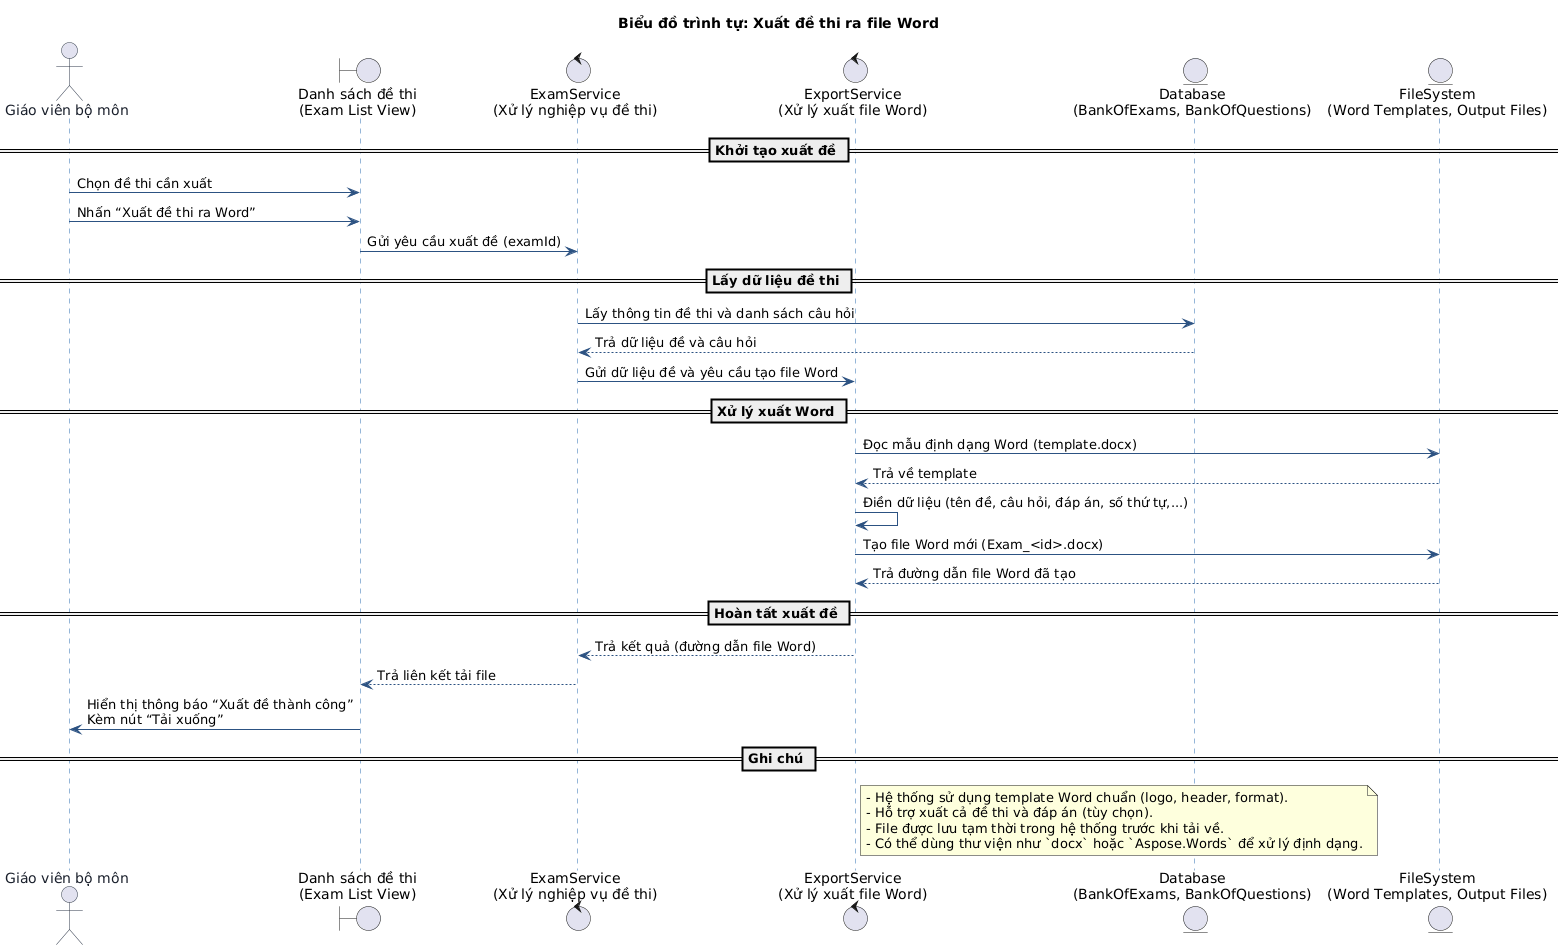 Biểu đồ trình tự: Xuất đề thi ra file Word
Giáo viên bộ môn
Danh sách đề thi
(Exam List View)
ExamService
(Xử lý nghiệp vụ đề thi)
ExportService
(Xử lý xuất file Word)
Database
(BankOfExams, BankOfQuestions)
FileSystem
(Word Templates, Output Files)
Khởi tạo xuất đề
Chọn đề thi cần xuất
Nhấn “Xuất đề thi ra Word”
Gửi yêu cầu xuất đề (examId)
Lấy dữ liệu đề thi
Lấy thông tin đề thi và danh sách câu hỏi
Trả dữ liệu đề và câu hỏi
Gửi dữ liệu đề và yêu cầu tạo file Word
Xử lý xuất Word
Đọc mẫu định dạng Word (template.docx)
Trả về template
Điền dữ liệu (tên đề, câu hỏi, đáp án, số thứ tự,...)
Tạo file Word mới (Exam_<id>.docx)
Trả đường dẫn file Word đã tạo
Hoàn tất xuất đề
Trả kết quả (đường dẫn file Word)
Trả liên kết tải file
Hiển thị thông báo “Xuất đề thành công”
Kèm nút “Tải xuống”
Ghi chú
- Hệ thống sử dụng template Word chuẩn (logo, header, format).
- Hỗ trợ xuất cả đề thi và đáp án (tùy chọn).
- File được lưu tạm thời trong hệ thống trước khi tải về.
- Có thể dùng thư viện như `docx` hoặc `Aspose.Words` để xử lý định dạng.
Giáo viên bộ môn
Danh sách đề thi
(Exam List View)
ExamService
(Xử lý nghiệp vụ đề thi)
ExportService
(Xử lý xuất file Word)
Database
(BankOfExams, BankOfQuestions)
FileSystem
(Word Templates, Output Files)